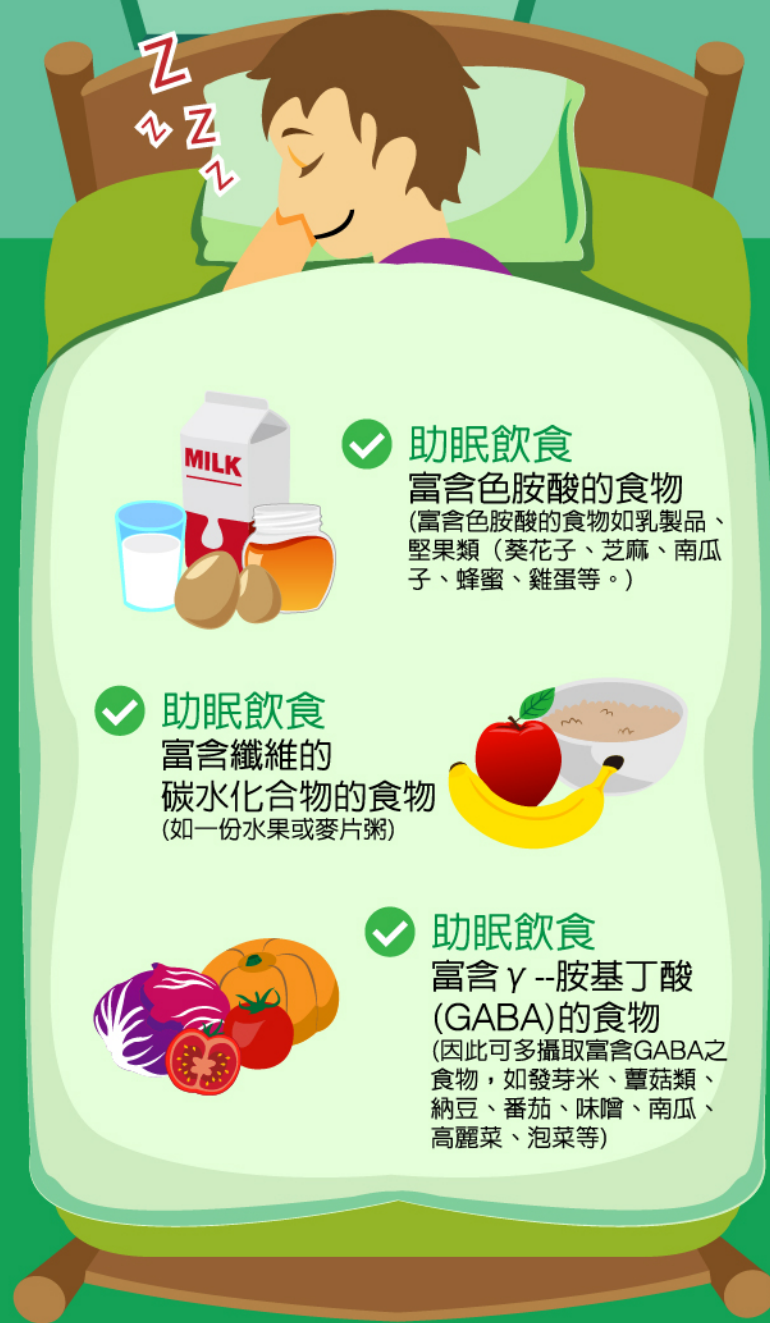 Z
Z
Z
Z
MILK
助眠飲食
富含色胺酸的食物
(富含色胺酸的食物如乳製品、
堅果類（葵花子、芝麻、南瓜
子、蜂蜜、雞蛋等。)
助眠飲食
富含纖維的
碳水化合物的食物
(如一份水果或麥片粥)
助眠飲食
富含γ--胺基丁酸
(GABA)的食物
(因此可多攝取富含GABA之
食物，如發芽米、蕈菇類、
納豆、番茄、味噌、南瓜、
高麗菜、泡菜等)